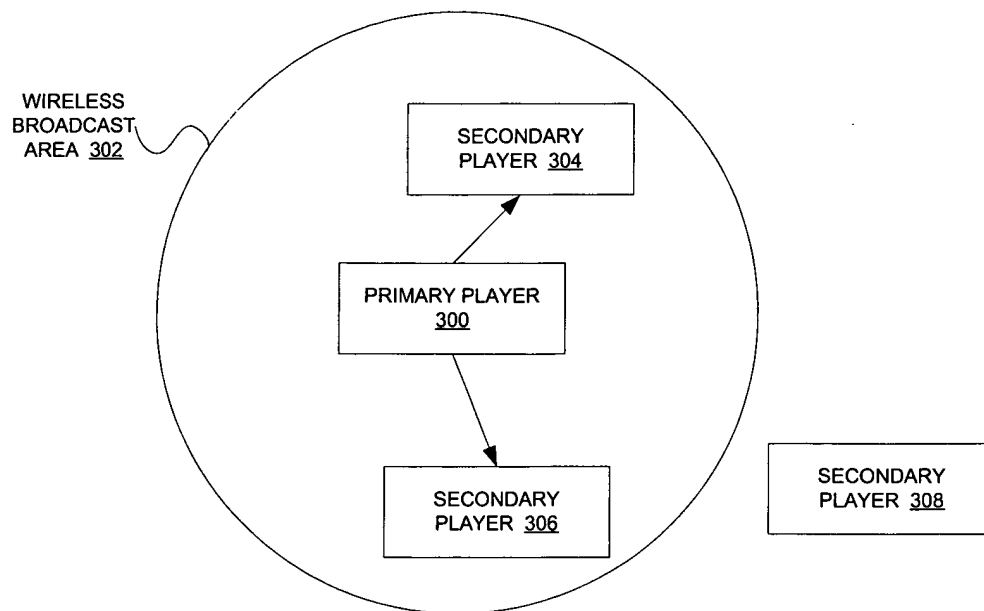 WIRELESS
BROADCAST
AREA 302
SECONDARY
PLAYER 304
PRIMARY PLAYER
300
SECONDARY
PLAYER 306
SECONDARY
PLAYER 308